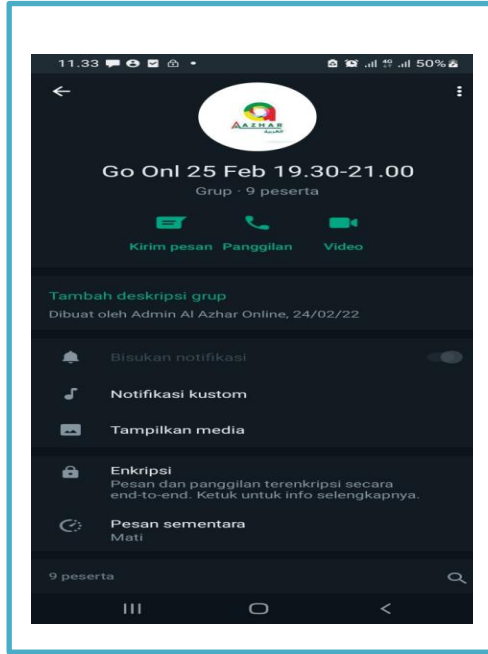 11.33
50%
AAZHAR
العربية
Go Onl 25 Feb 19.30-21.00
Grup · 9 peserta
Kirim pesan Panggilan Video
Tambah deskripsi grup
Dibuat oleh Admin Al Azhar Online, 24/02/22
Bisukan notifikasi
Notifikasi kustom
Tampilkan media
Enkripsi
Pesan dan panggilan terenkripsi secara
end-to-end. Ketuk untuk info selengkapnya.
Pesan sementara
Mati
9 peserta